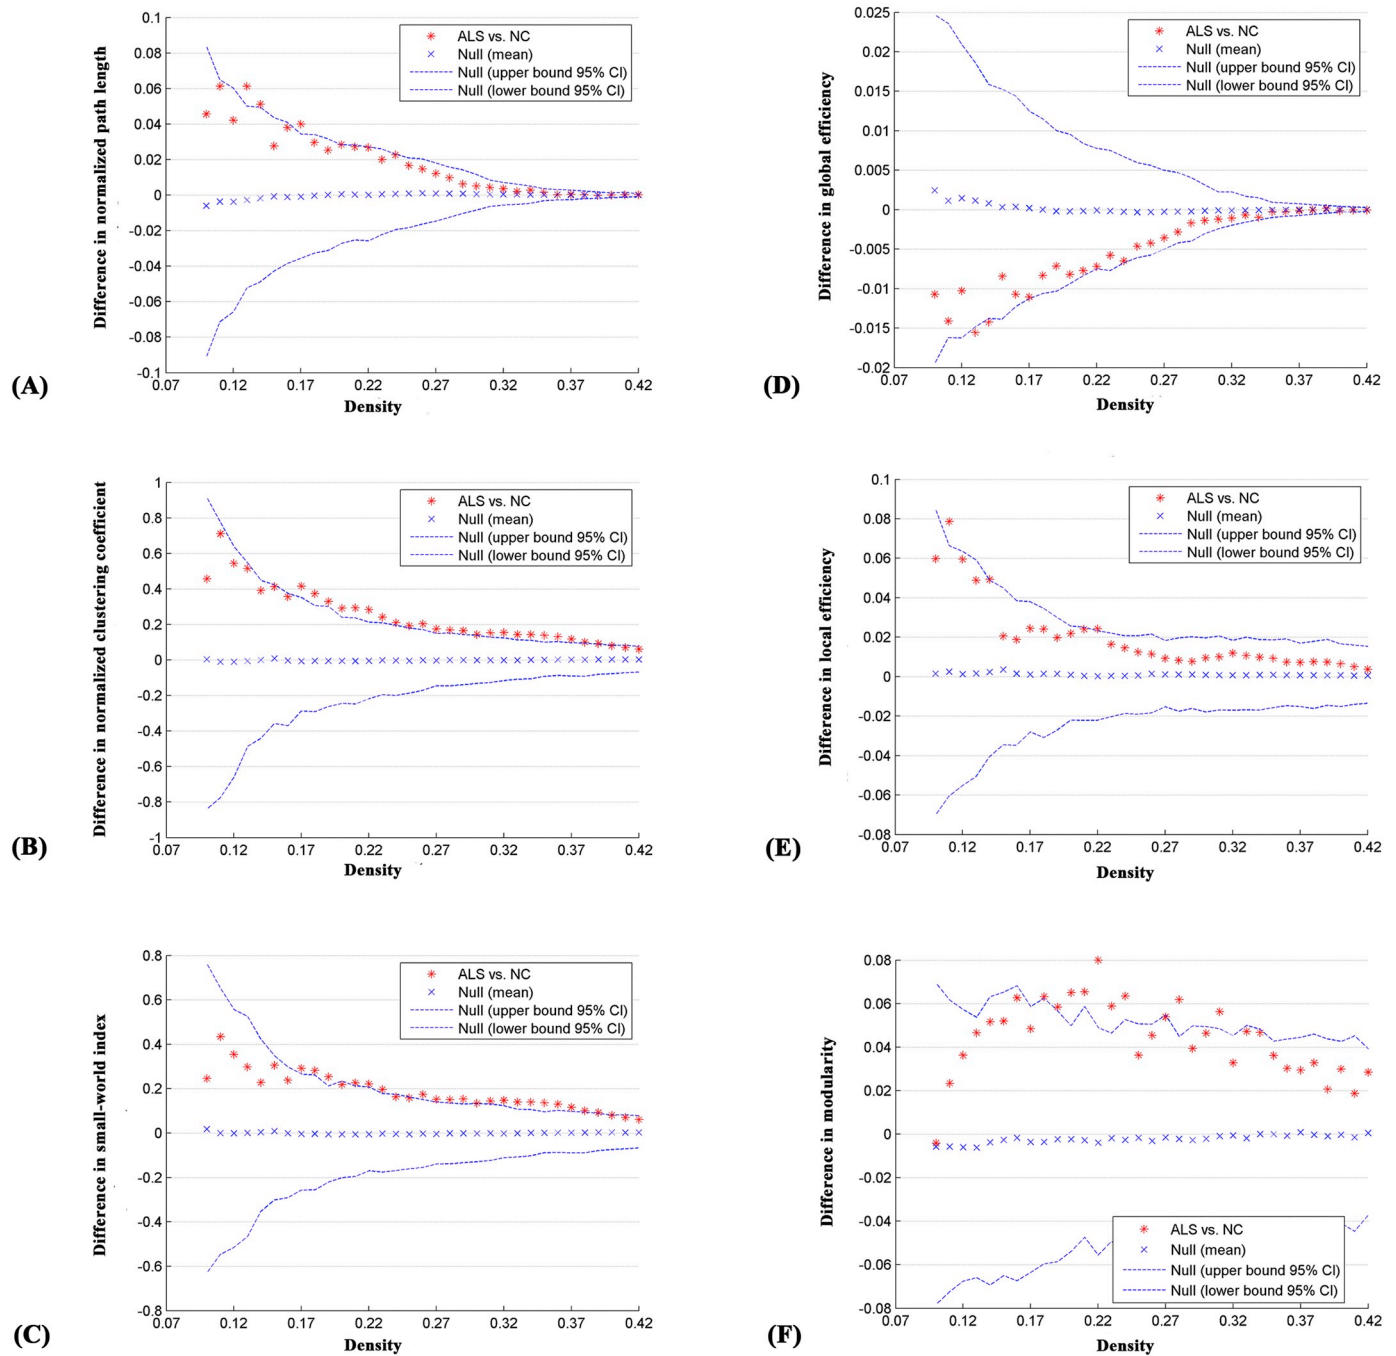 (A)
Difference in normalized path length
0.1
0.08
0.06
0.04
0.02
0
-0.02
-0.04
-0.06
-0.08
-0.1
ALS vs. NC
Null (mean)
Null (upper bound 95% CI)
Null (lower bound 95% CI)
0.07 0.12 0.17 0.22 0.27 0.32 0.37 0.42
Density
(D)
Difference in global efficiency
0.025
0.02
0.015
0.01
0.005
0
-0.005
-0.01
-0.015
-0.02
ALS vs. NC
Null (mean)
Null (upper bound 95% CI)
Null (lower bound 95% CI)
0.07 0.12 0.17 0.22 0.27 0.32 0.37 0.42
Density
(B)
Difference in normalized clustering coefficient
1
0.8
0.6
0.4
0.2
0
-0.2
-0.4
-0.6
-0.8
-1
ALS vs. NC
Null (mean)
Null (upper bound 95% CI)
Null (lower bound 95% CI)
0.07 0.12 0.17 0.22 0.27 0.32 0.37 0.42
Density
(E)
Difference in local efficiency
0.1
0.08
0.06
0.04
0.02
0
-0.02
-0.04
-0.06
-0.08
ALS vs. NC
Null (mean)
Null (upper bound 95% CI)
Null (lower bound 95% CI)
0.07 0.12 0.17 0.22 0.27 0.32 0.37 0.42
Density
(C)
Difference in small-world index
0.8
0.6
0.4
0.2
0
-0.2
-0.4
-0.6
-0.8
ALS vs. NC
Null (mean)
Null (upper bound 95% CI)
Null (lower bound 95% CI)
0.07 0.12 0.17 0.22 0.27 0.32 0.37 0.42
Density
(F)
Difference in modularity
0.08
0.06
0.04
0.02
0
-0.02
-0.04
-0.06
-0.08
ALS vs. NC
Null (mean)
Null (upper bound 95% CI)
Null (lower bound 95% CI)
0.07 0.12 0.17 0.22 0.27 0.32 0.37 0.42
Density